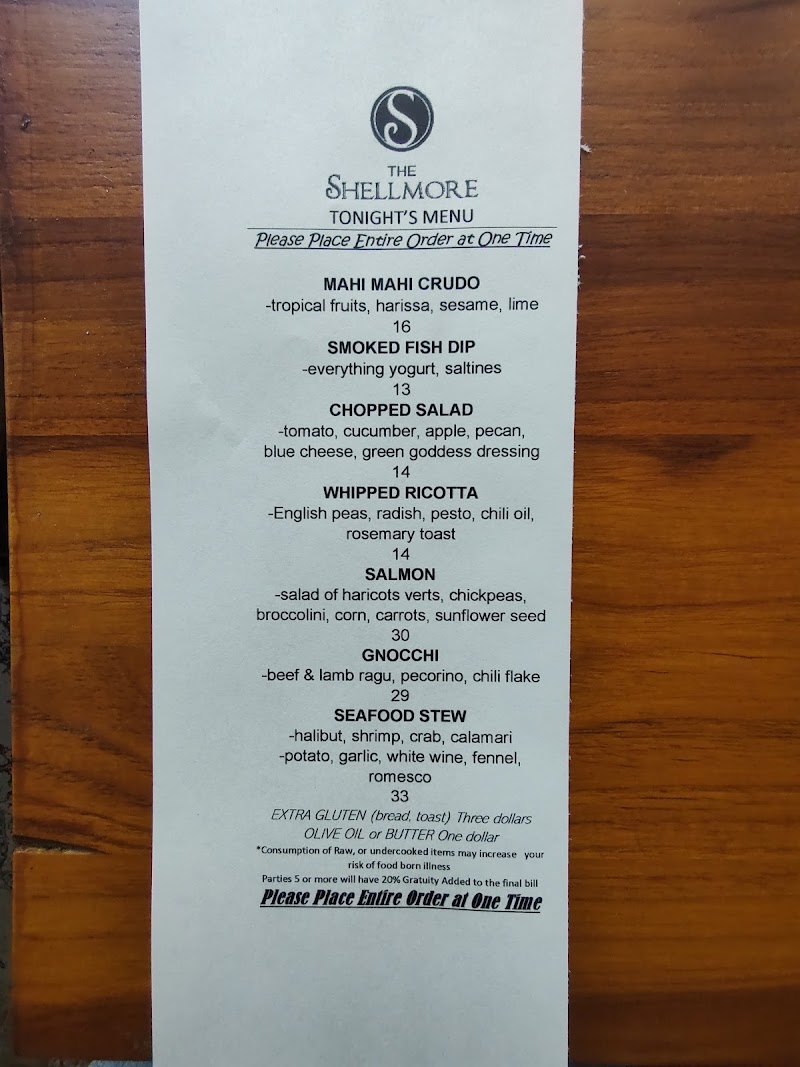 S
THE
SHELLMORE
TONIGHT'S MENU
Please Place Entire Order at One Time
MAHI MAHI CRUDO
-tropical fruits, harissa, sesame, lime
16
SMOKED FISH DIP
-everything yogurt, saltines
13
CHOPPED SALAD
-tomato, cucumber, apple, pecan,
blue cheese, green goddess dressing
14
WHIPPED RICOTTA
-English peas, radish, pesto, chili oil,
rosemary toast
14
SALMON
-salad of haricots verts, chickpeas,
broccolini, corn, carrots, sunflower seed
30
GNOCCHI
-beef & lamb ragu, pecorino, chili flake
29
SEAFOOD STEW
-halibut, shrimp, crab, calamari
-potato, garlic, white wine, fennel,
romesco
33
EXTRA GLUTEN (bread, toast) Three dollars
OLIVE OIL or BUTTER One dollar
*Consumption of Raw, or undercooked items may increase your
risk of food born illness
Parties 5 or more will have 20% Gratuity Added to the final bill
Please Place Entire Order at One Time